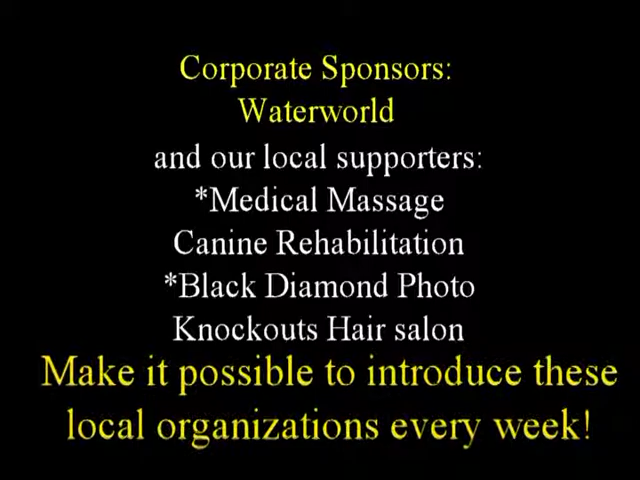 Corporate Sponsors:
Waterworld
and our local supporters:
*Medical Massage
Canine Rehabilitation
*Black Diamond Photo
Knockouts Hair salon
Make it possible to introduce these
local organizations every week!